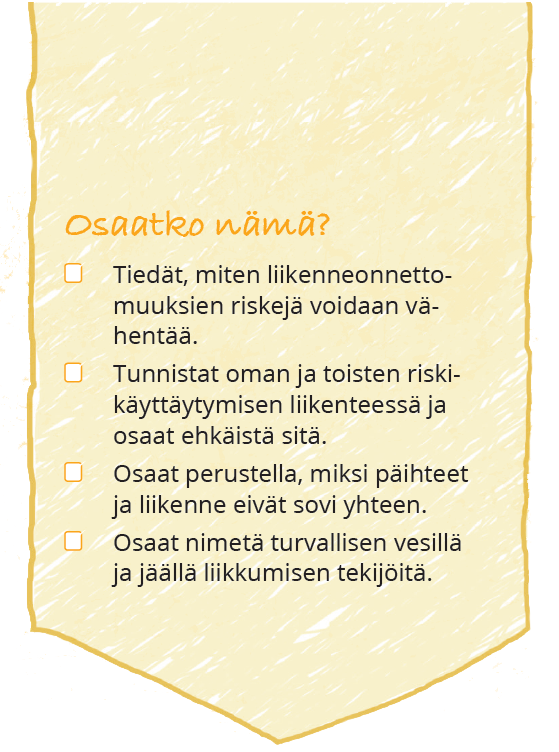 Osaatko nämä?
Tiedät, miten liikenneonnetto-
muuksien riskejä voidaan vä-
hentää.
Tunnistat oman ja toisten riski-
käyttäytymisen liikenteessä ja
osaat ehkäistä sitä.
Osaat perustella, miksi päihteet
ja liikenne eivät sovi yhteen.
Osaat nimetä turvallisen vesillä
ja jäällä liikkumisen tekijöitä.